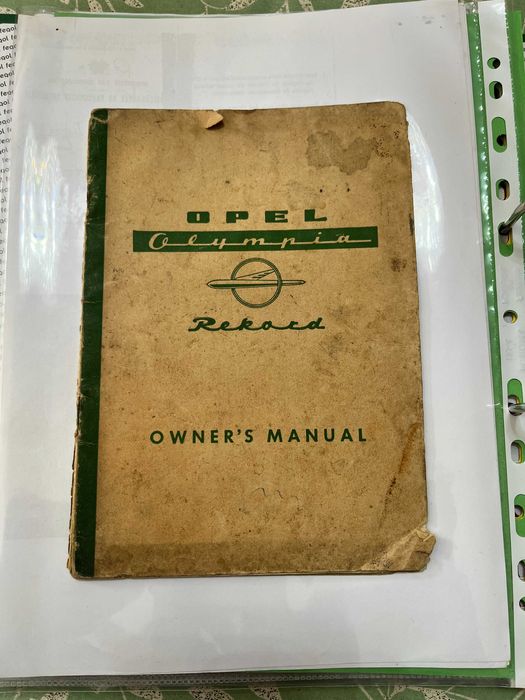 OPEL
Olympia
Rekord
OWNER'S MANUAL